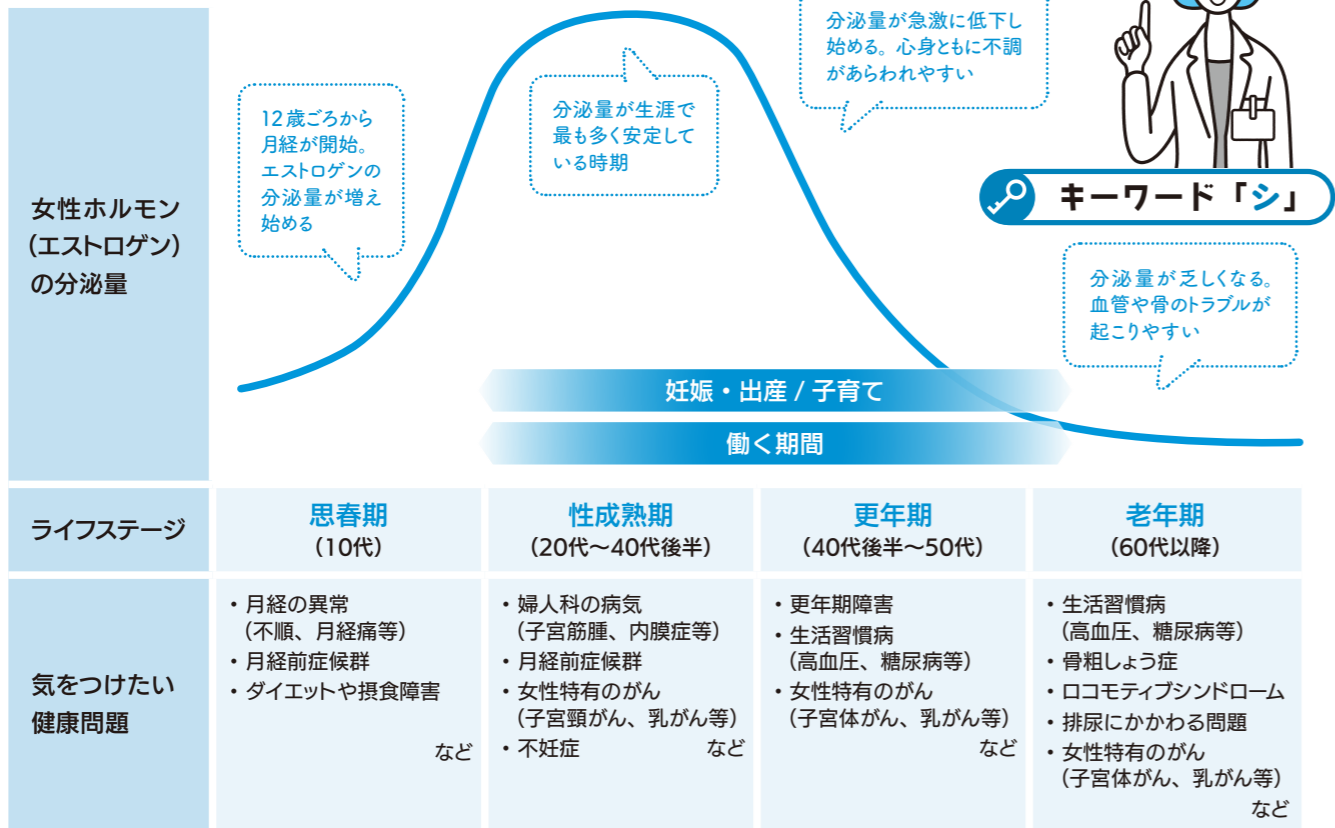 女性ホルモン
(エストロゲン)
の分泌量
12歳ごろから
月経が開始。
エストロゲンの
分泌量が増え
始める
分泌量が生涯で
最も多く安定して
いる時期
分泌量が急激に低下し
始める。心身ともに不調
があらわれやすい
キーワード「シ」
分泌量が乏しくなる。
血管や骨のトラブルが
起こりやすい
妊娠・出産 / 子育て
働く期間
ライフステージ
思春期
(10代)
性成熟期
(20代〜40代後半)
更年期
(40代後半〜50代)
老年期
(60代以降)
気をつけたい
健康問題
・月経の異常
(不順、月経痛等)
・月経前症候群
・ダイエットや摂食障害
など
・婦人科の病気
(子宮筋腫、内膜症等)
・月経前症候群
・女性特有のがん
(子宮頸がん、乳がん等)
・不妊症 など
・更年期障害
・生活習慣病
(高血圧、糖尿病等)
・女性特有のがん
(子宮体がん、乳がん等)
など
・生活習慣病
(高血圧、糖尿病等)
・骨粗しょう症
・ロコモティブシンドローム
・排尿にかかわる問題
・女性特有のがん
(子宮体がん、乳がん等)
など